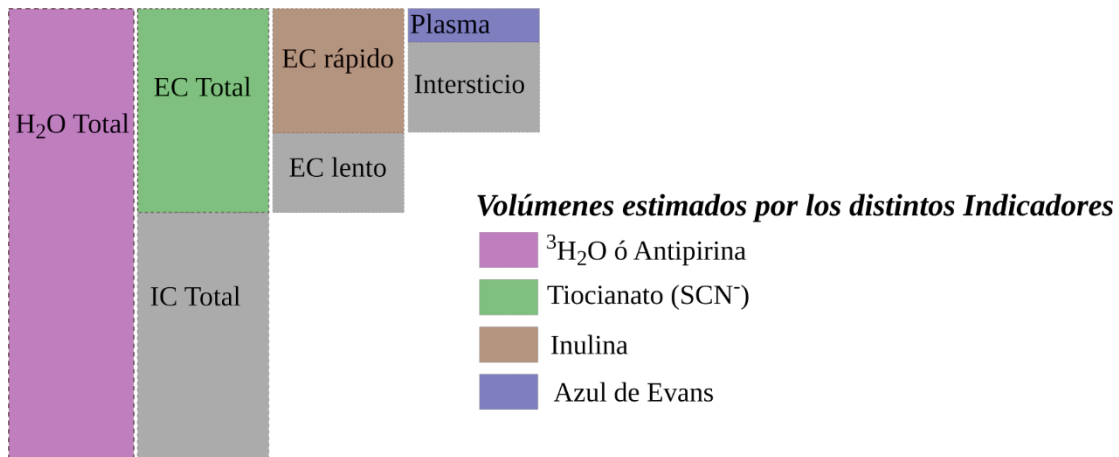 H₂O Total
EC Total
IC Total
EC rápido
EC lento
Plasma
Intersticio
Volúmenes estimados por los distintos Indicadores
³H₂O ó Antipirina
Tiocianato (SCN⁻)
Inulina
Azul de Evans